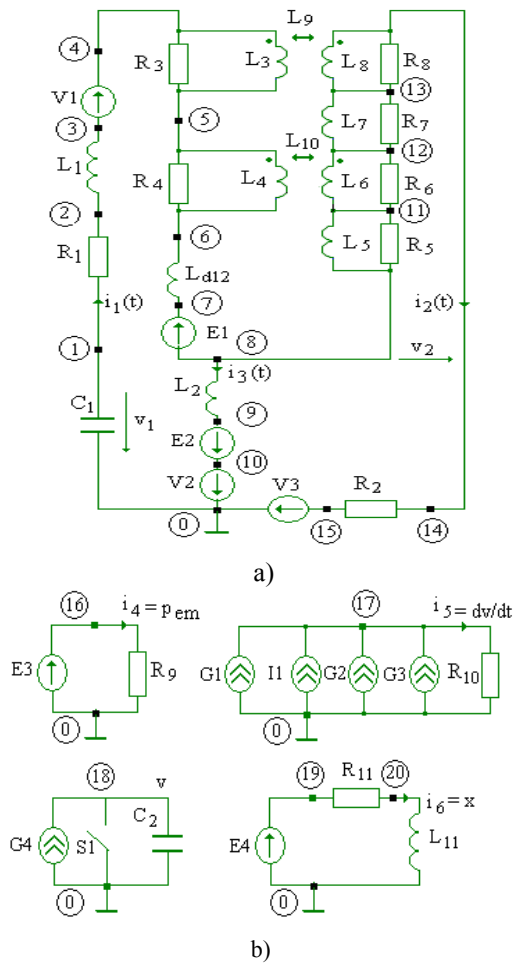 L9
4
R3
L3
L8
R8
V1
13
3
5
L7
R7
L1
L10
12
2
R4
L4
L6
R6
11
R1
6
L5
R5
Ld12
i1(t)
7
i2(t)
E1
8
v2
1
i3(t)
L2
C1
9
v1
E2
10
V2
V3
R2
0
15
14
a)
16
i4=pem
17
i5=dv/dt
E3
R9
G1
I1
G2
G3
R10
0
0
18
v
19
R11
20
C2
i6=x
G4
S1
E4
L11
0
0
b)